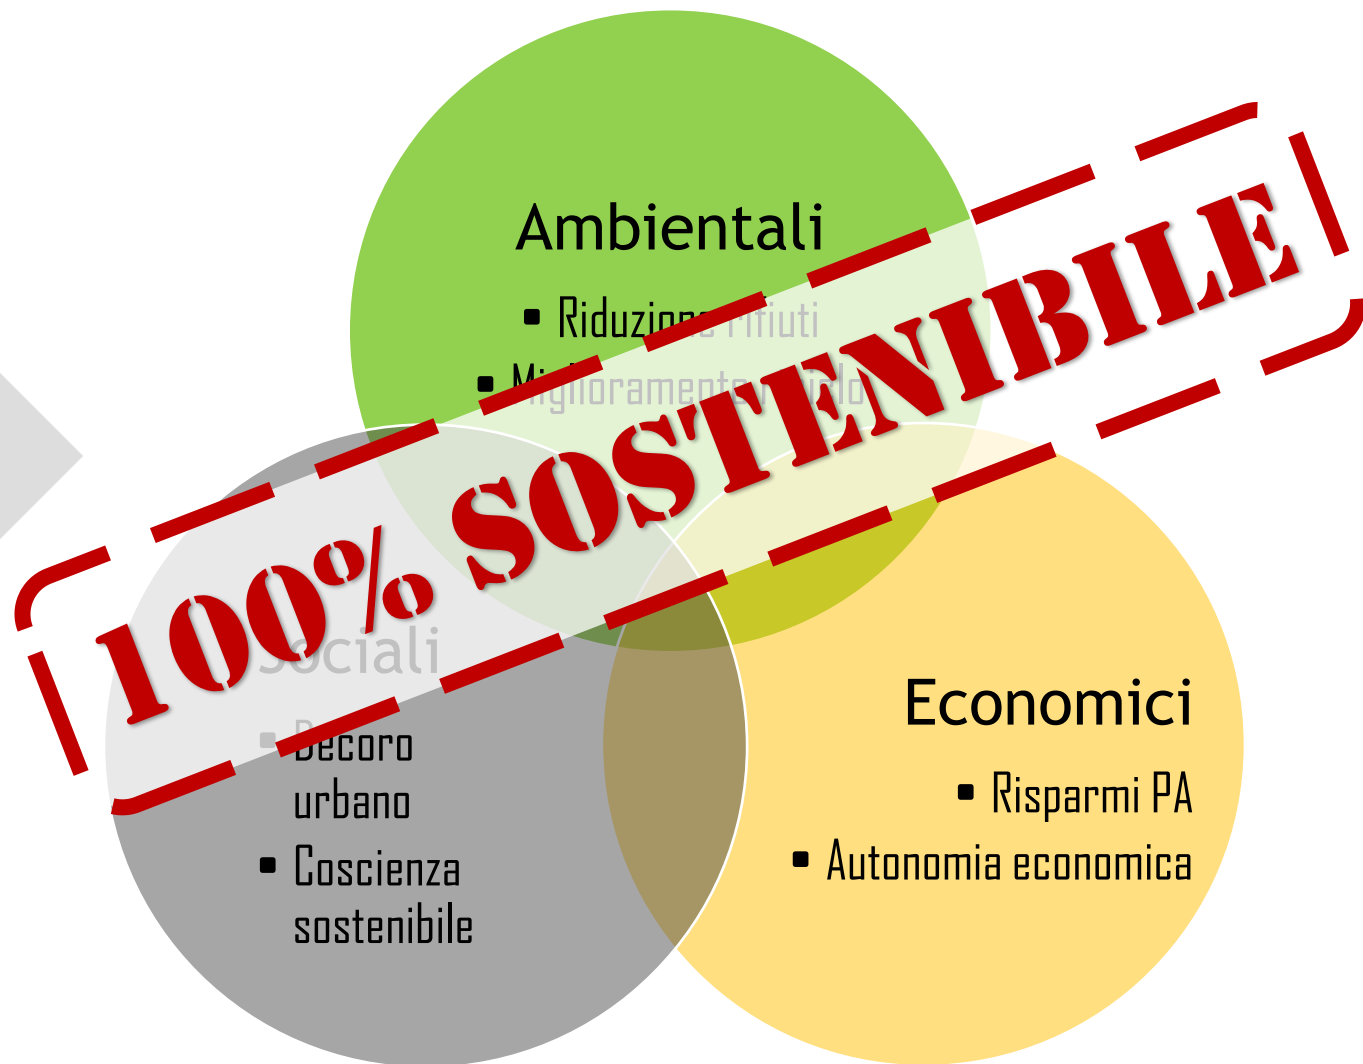 Ambientali
▪ Riduzione rifiuti
▪ Miglioramento
100% SOSTENIBILE
Sociali
▪ Decoro
urbano
▪ Coscienza
sostenibile
Economici
▪ Risparmi PA
▪ Autonomia economica